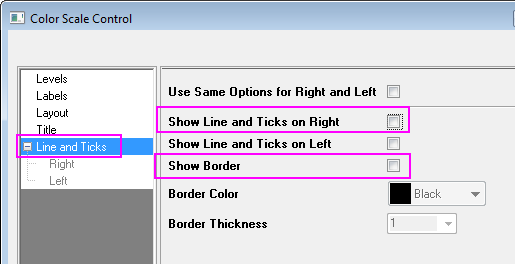 Color Scale Control
Levels
Labels
Layout
Title
Line and Ticks
Right
Left
Use Same Options for Right and Left
Show Line and Ticks on Right
Show Line and Ticks on Left
Show Border
Border Color
Black
Border Thickness
1